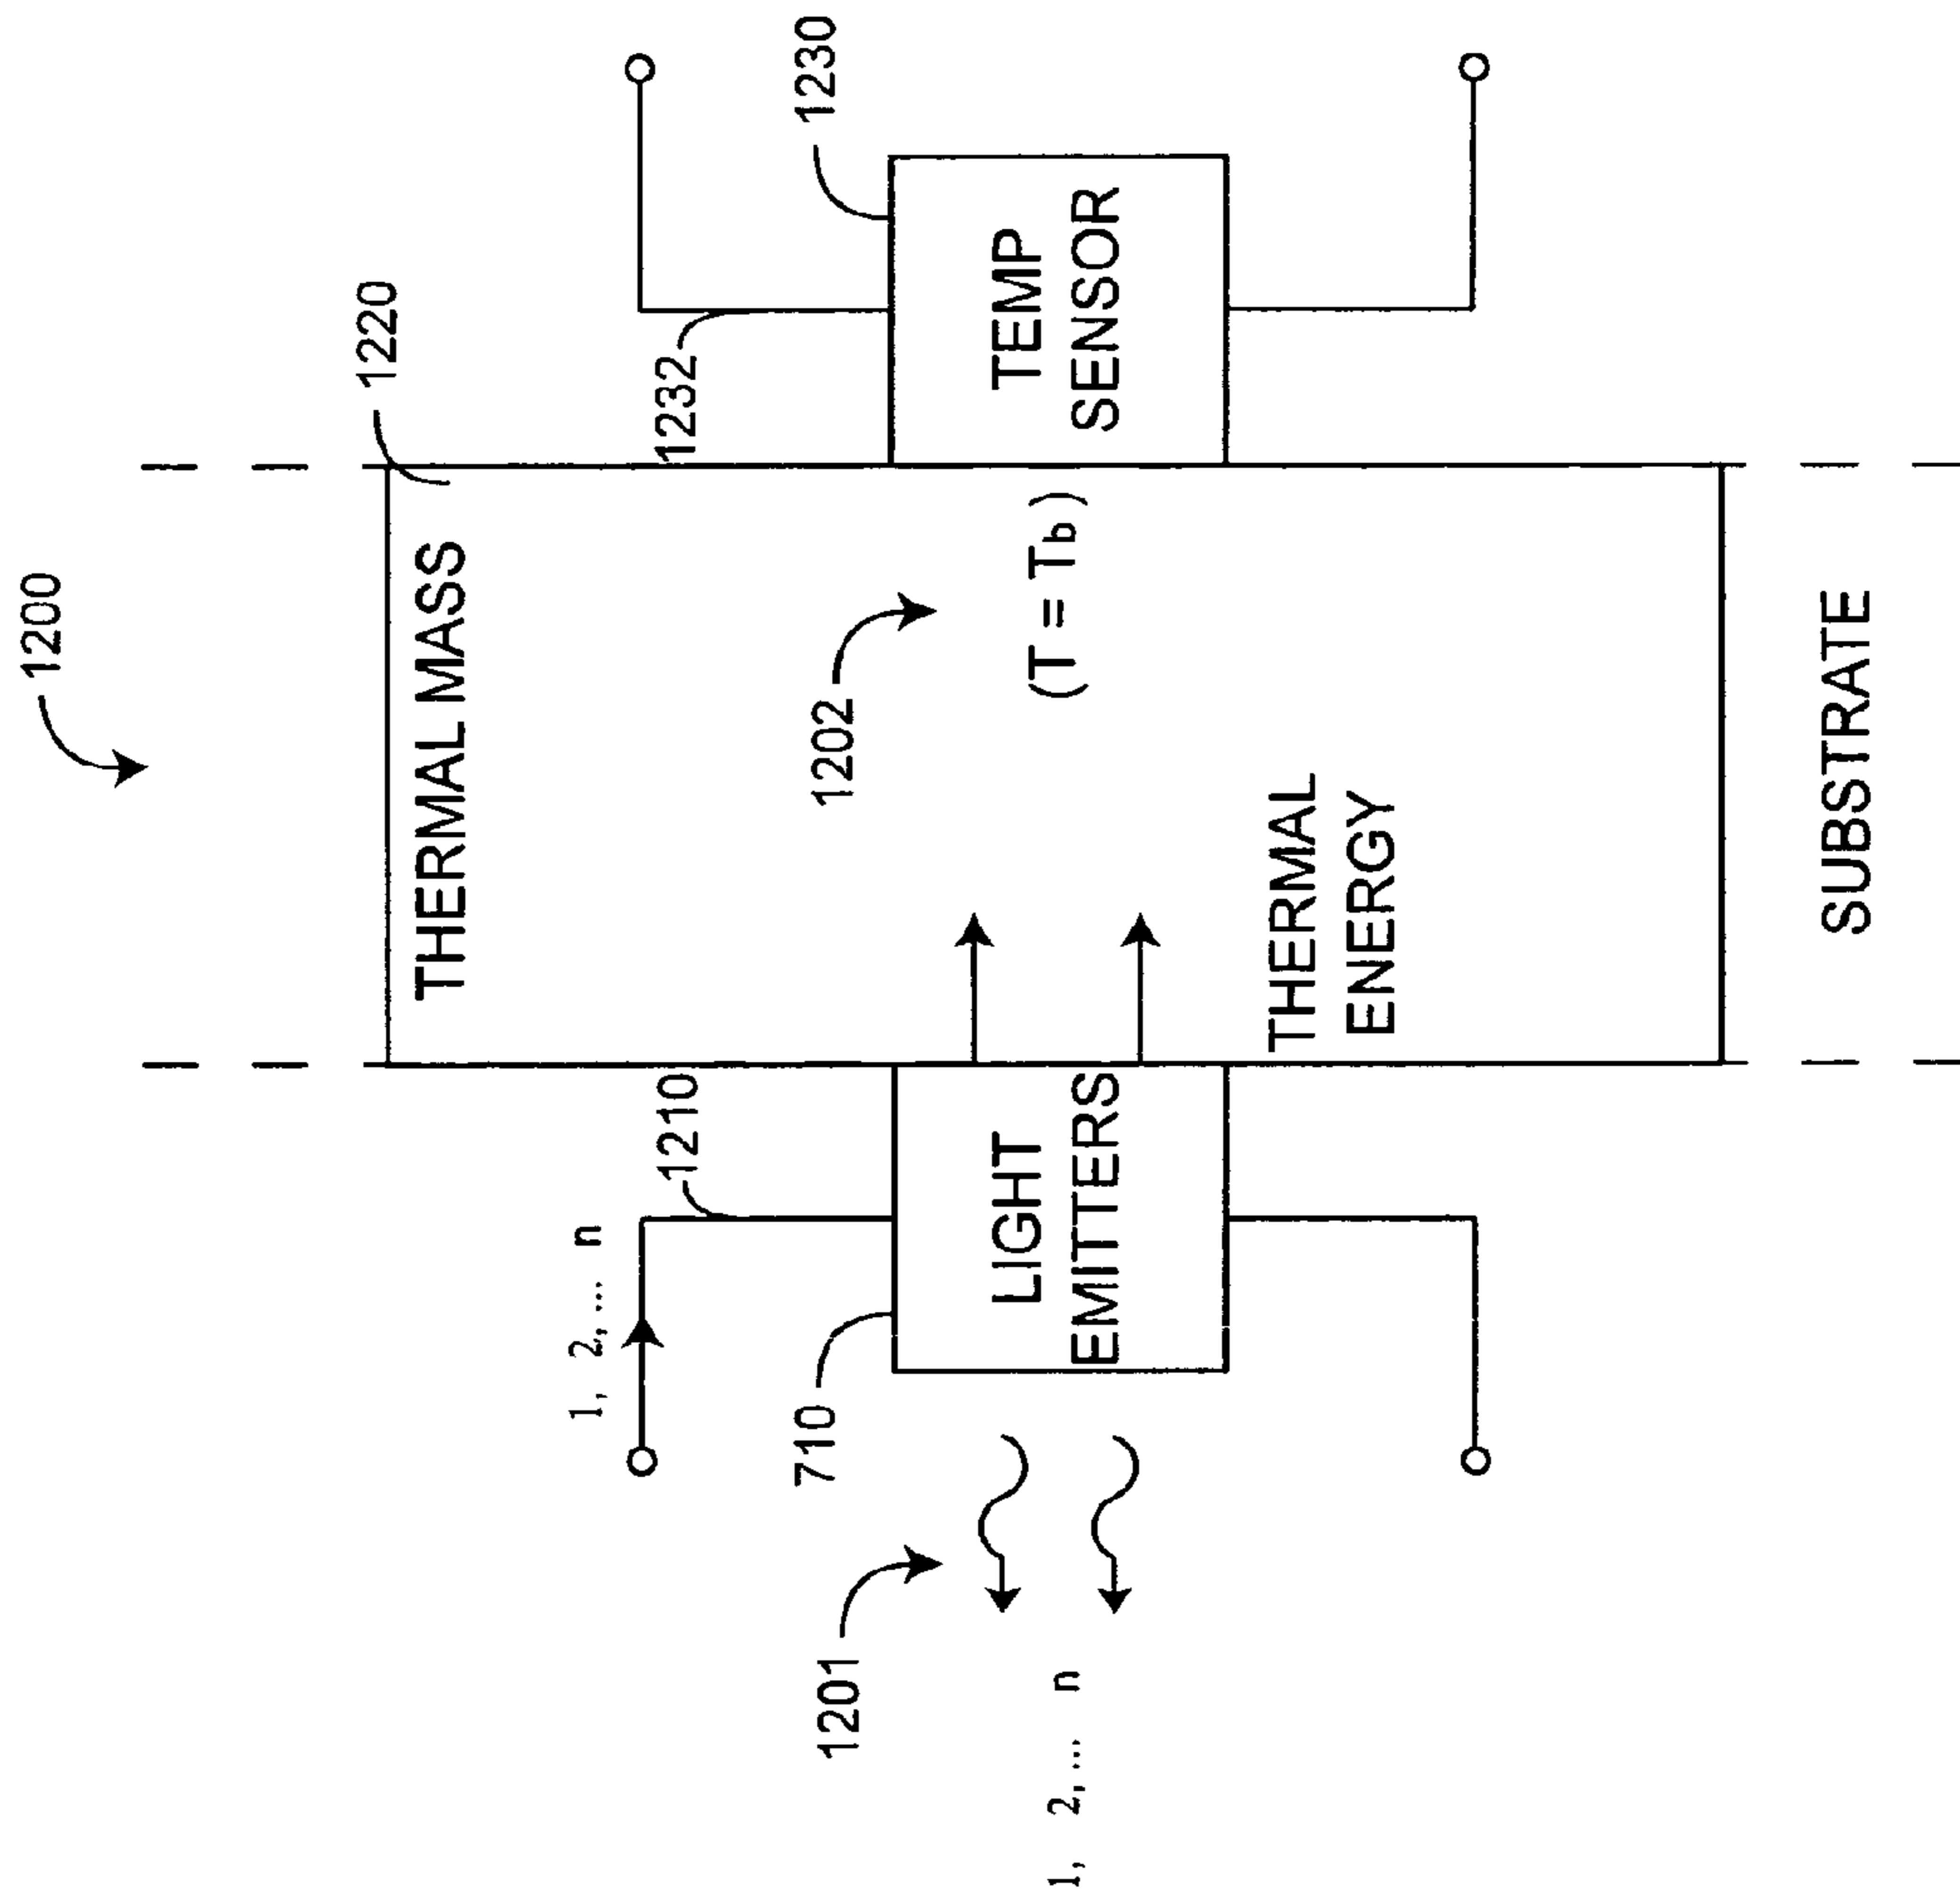 1200
1220
THERMAL MASS
1, 2,... n
1210
1232
710
1230
1201
1202
LIGHT
EMITTERS
TEMP
SENSOR
(T = Tb)
1, 2,... n
THERMAL
ENERGY
SUBSTRATE